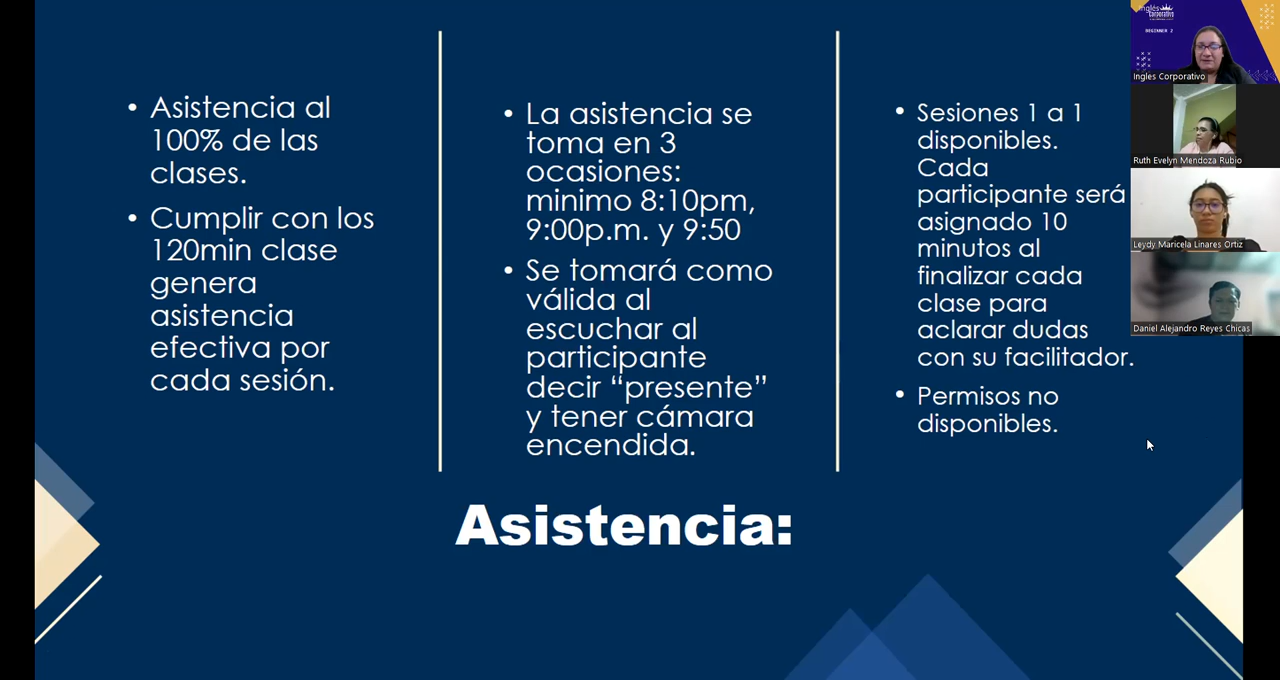 • Asistencia al
100% de las
clases.
• Cumplir con los
120min clase
genera
asistencia
efectiva por
cada sesión.
• La asistencia se
toma en 3
ocasiones:
minimo 8:10pm,
9:00p.m. y 9:50
• Se tomará como
válida al
escuchar al
participante
decir “presente”
y tener cámara
encendida.
• Sesiones 1 a 1
disponibles.
Cada
participante será
asignado 10
minutos al
finalizar cada
clase para
aclarar dudas
con su facilitador.
• Permisos no
disponibles.
Asistencia:
Inglés
Corporativo
BEGINNER 2
Ingles Corporativo
Ruth Evelyn Mendoza Rubio
Leydy Maricela Linares Ortiz
Daniel Alejandro Reyes Chicas